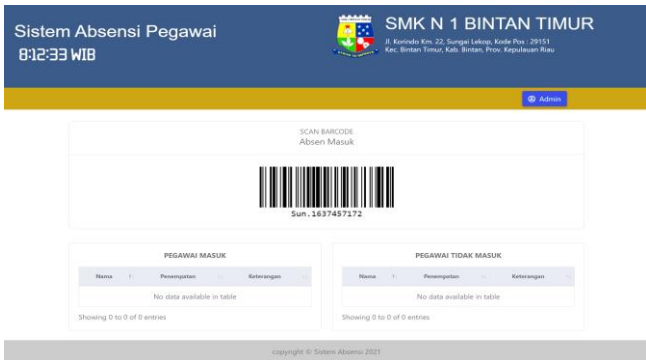 Sistem Absensi Pegawai
8:12:33 WIB
SMK N 1 BINTAN TIMUR
Jl. Korindo Km. 22, Sungai Lekop, Kode Pos : 29151
Kec. Bintan Timur, Kab. Bintan, Prov. Kepulauan Riau
Admin
SCAN BARCODE
Absen Masuk
Sun.1637457172
PEGAWAI MASUK
Nama Penempatan Keterangan
No data available in table
Showing 0 to 0 of 0 entries
PEGAWAI TIDAK MASUK
Nama Penempatan Keterangan
No data available in table
Showing 0 to 0 of 0 entries
copyright © Sistem Absensi 2021